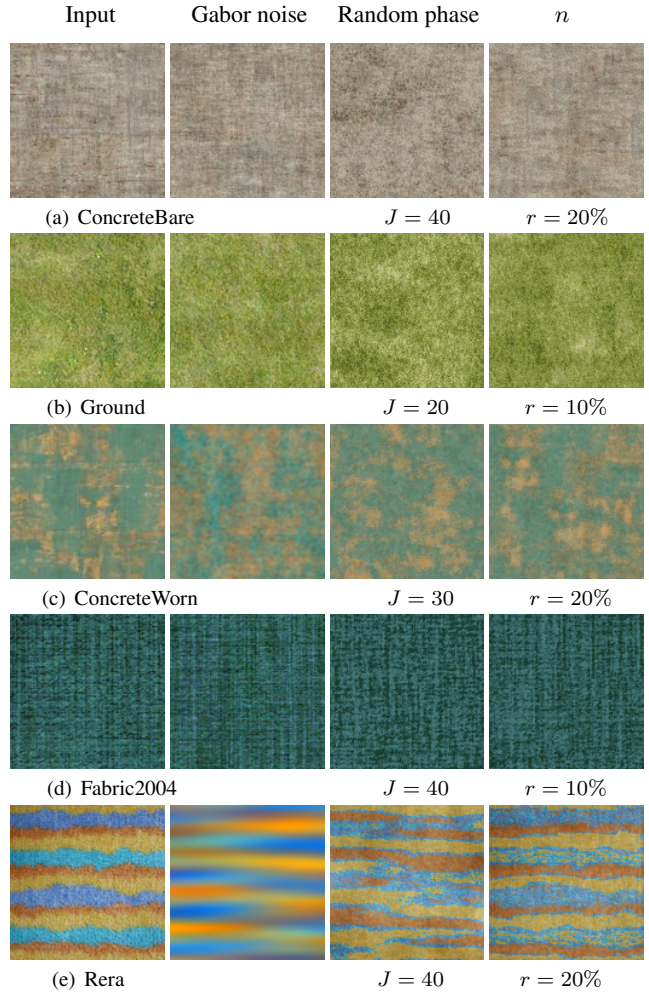 Input Gabor noise Random phase n
(a) ConcreteBare J = 40 r = 20%
(b) Ground J = 20 r = 10%
(c) ConcreteWorn J = 30 r = 20%
(d) Fabric2004 J = 40 r = 10%
(e) Rera J = 40 r = 20%